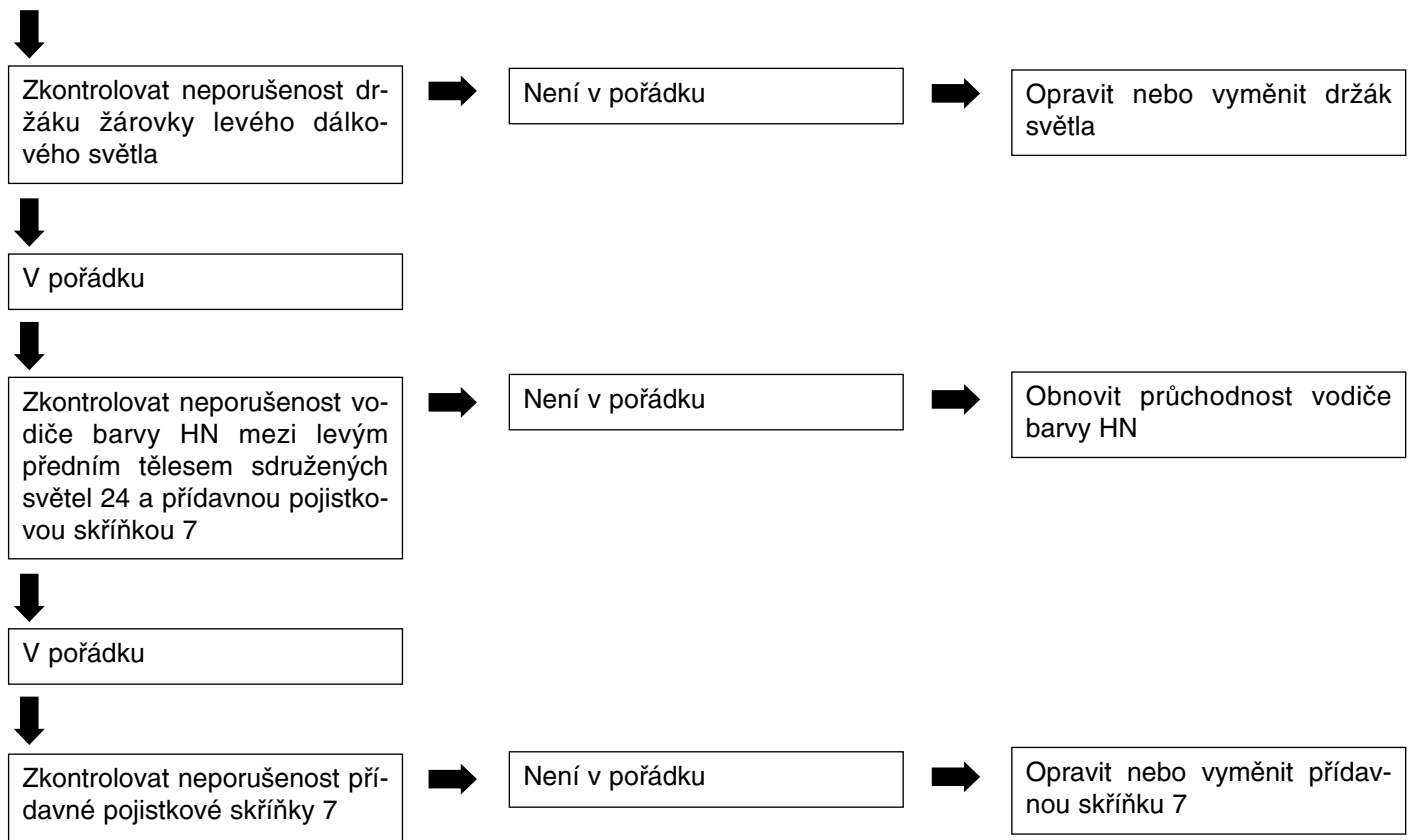 Zkontrolovat neporušenost dr-
žáku žárovky levého dálko-
vého světla
Není v pořádku
Opravit nebo vyměnit držák
světla
V pořádku
Zkontrolovat neporušenost vo-
diče barvy HN mezi levým
předním tělesem sdružených
světel 24 a přídavnou pojistko-
vou skříňkou 7
Není v pořádku
Obnovit průchodnost vodiče
barvy HN
V pořádku
Zkontrolovat neporušenost pří-
davné pojistkové skříňky 7
Není v pořádku
Opravit nebo vyměnit přídav-
nou skříňku 7